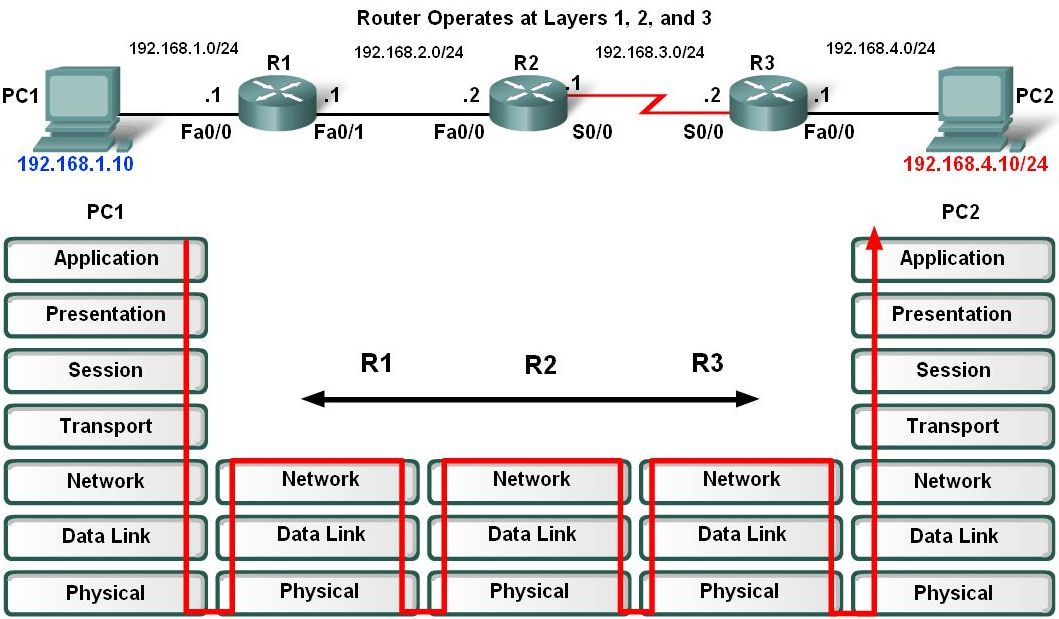 Router Operates at Layers 1, 2, and 3
192.168.1.0/24 192.168.2.0/24 192.168.3.0/24 192.168.4.0/24
R1 R2 R3
PC1 .1 .1 .2 .1 .2 .1 PC2
Fa0/0 Fa0/1 Fa0/0 S0/0 S0/0 Fa0/0
192.168.1.10 192.168.4.10/24
PC1 PC2
Application Application
Presentation Presentation
R1 R2 R3
Session Session
Transport Transport
Network Network Network Network Network
Data Link Data Link Data Link Data Link Data Link
Physical Physical Physical Physical Physical